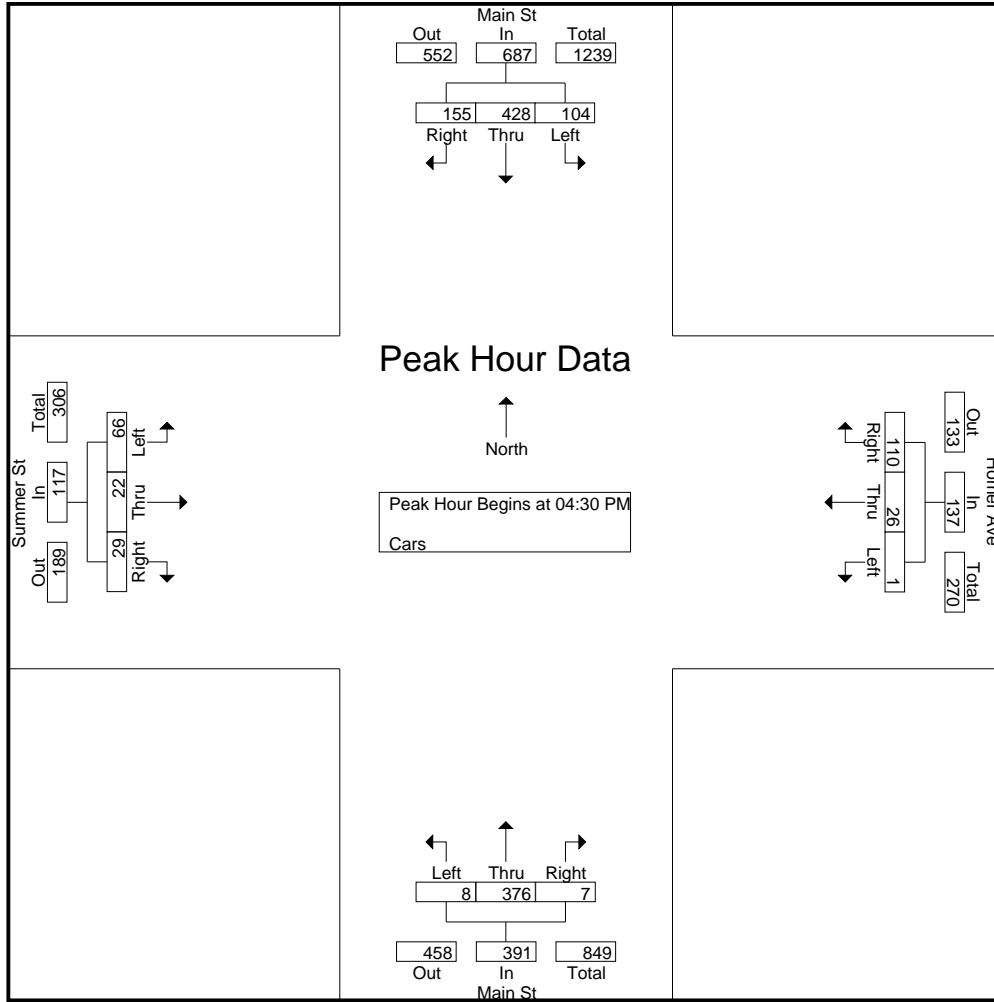 Main St
Out In Total
552 687 1239
155 428 104
Right Thru Left
Peak Hour Data
North
Peak Hour Begins at 04:30 PM
Cars
Summer St
Total In Out
306 117 189
66 22 29
Left Thru Right
Homer Ave
Out In Total
133 137 270
110 26 1
Right Thru Left
Left Thru Right
8 376 7
458 391 849
Out In Total
Main St